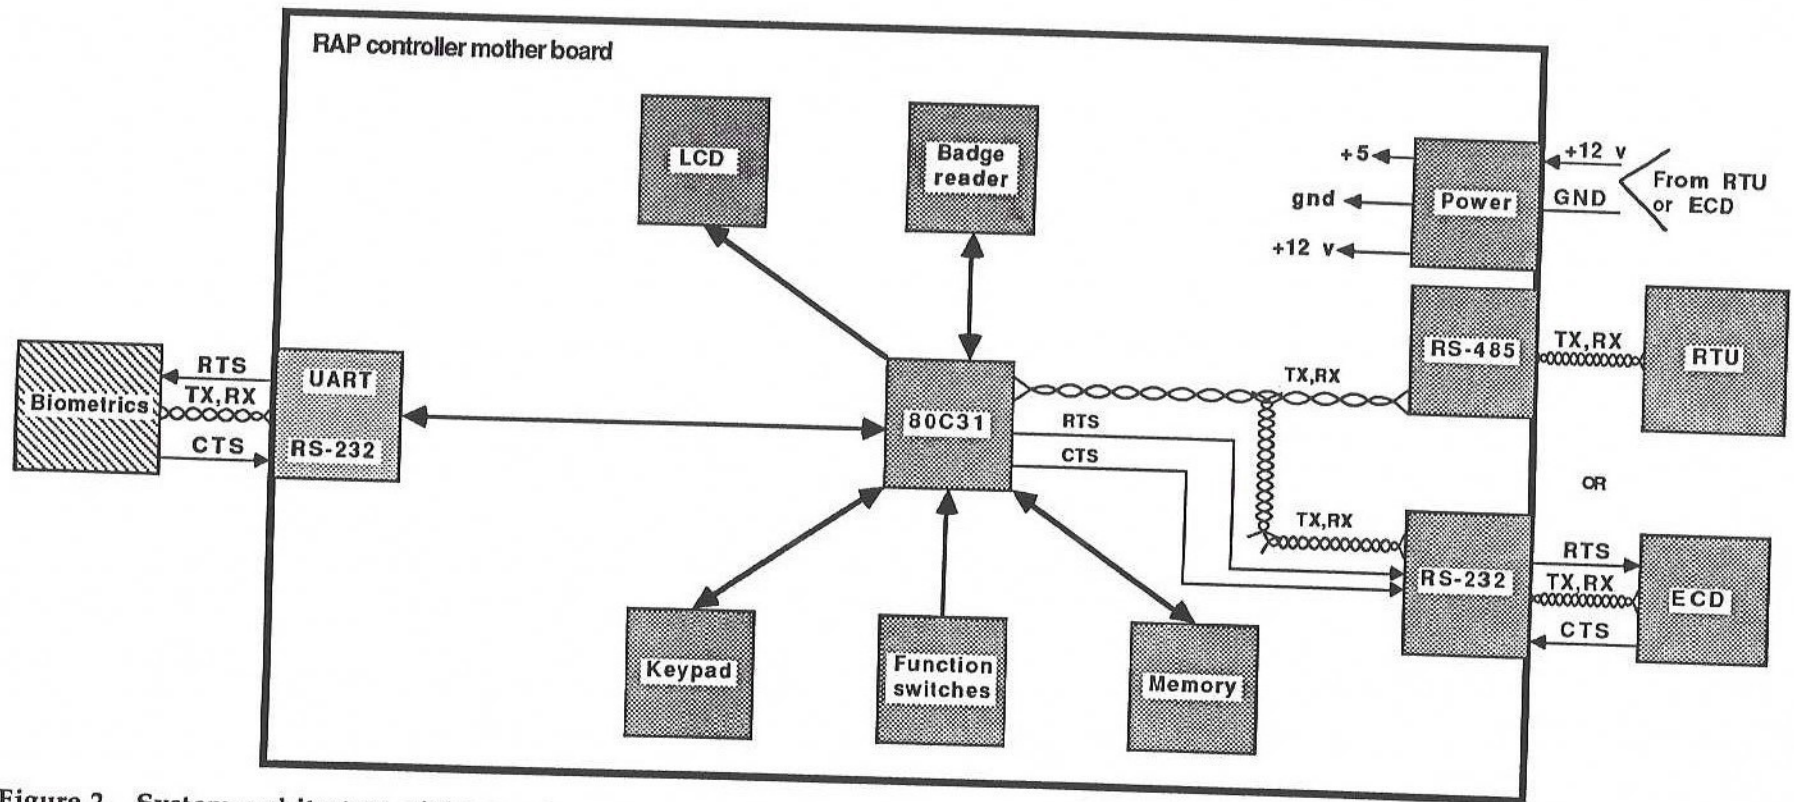 RAP controller mother board
LCD
Badge
reader
+5
gnd
+12 v
Power
+12 v
GND
From RTU
or ECD
RS-485
TX,RX
RTU
Biometrics
RTS
TX,RX
CTS
UART
RS-232
80C31
TX,RX
RTS
CTS
OR
TX,RX
RS-232
RTS
TX,RX
CTS
ECD
Keypad
Function
switches
Memory
Figure 2. System architecture